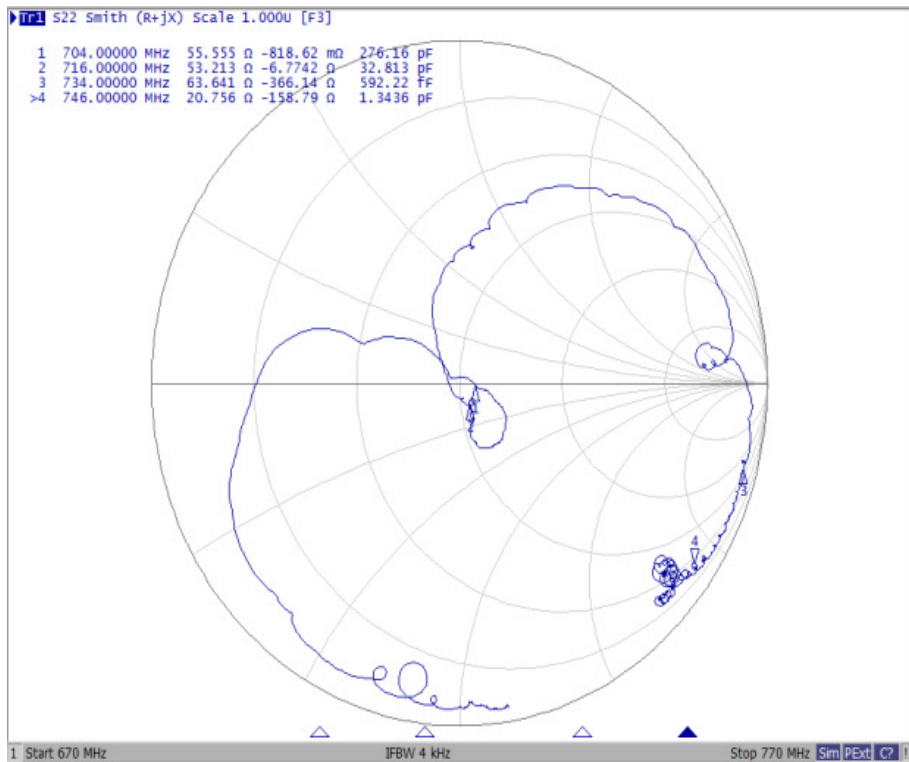 Tr1 S22 Smith (R+jX) Scale 1.000U [F3]
1 704.00000 MHz 55.555 Ω -818.62 mΩ 276.16 pF
2 716.00000 MHz 53.213 Ω -6.7742 Ω 32.813 pF
3 734.00000 MHz 63.641 Ω -366.14 Ω 592.22 fF
>4 746.00000 MHz 20.756 Ω -158.79 Ω 1.3436 pF
3
4
1 Start 670 MHz IFBW 4 kHz Stop 770 MHz Sim PExt C? !